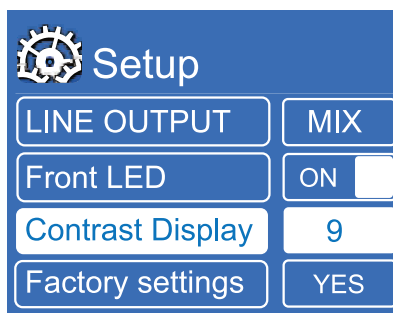 Setup
LINE OUTPUT MIX
Front LED ON
Contrast Display 9
Factory settings YES